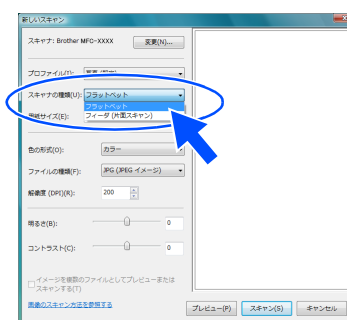 新しいスキャン
スキャナ: Brother MFC-XXXX
変更(N)...
プロファイル(T):
スキャナの種類(U): フラットベット
フラットベット
フィーダ (片面スキャン)
用紙サイズ(E):
色の形式(O): カラー
ファイルの種類(F): JPG (JPEG イメージ)
解像度 (DPI)(R): 200
明るさ(B): 0
コントラスト(C): 0
イメージを複数のファイルとしてプレビューまたは
スキャンする(T)
画像のスキャン方法を参照する
プレビュー(P) スキャン(S) キャンセル